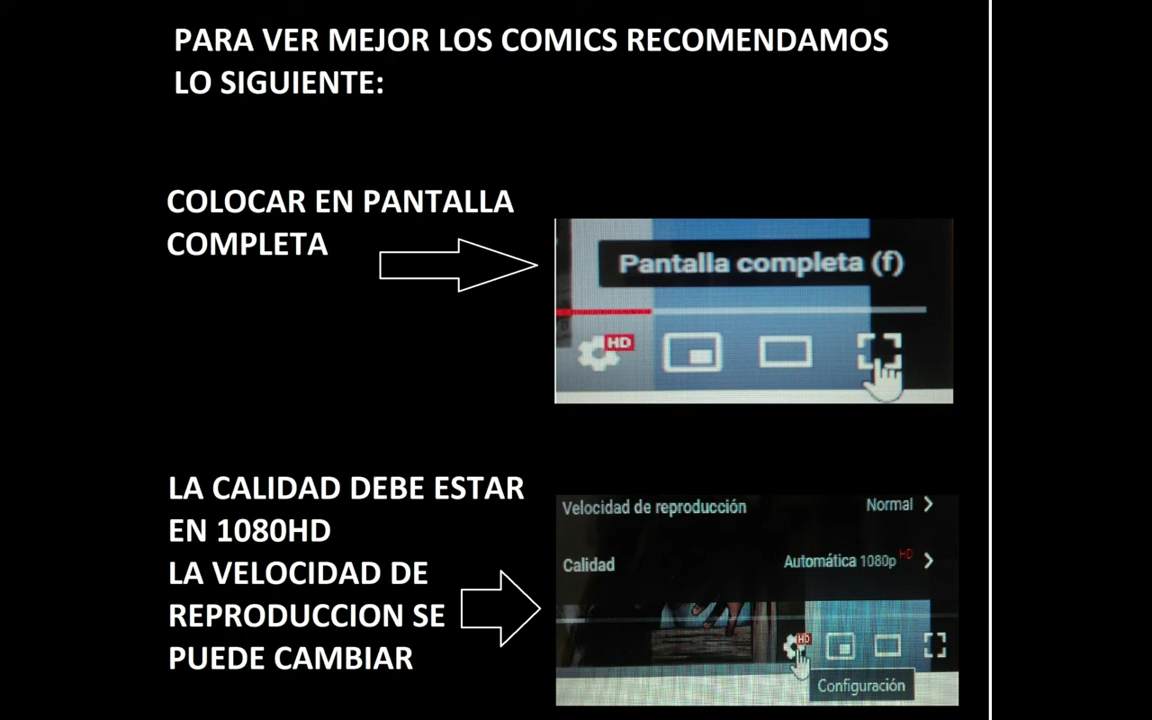 PARA VER MEJOR LOS COMICS RECOMENDAMOS
LO SIGUIENTE:
COLOCAR EN PANTALLA
COMPLETA
Pantalla completa (f)
HD
LA CALIDAD DEBE ESTAR
EN 1080HD
LA VELOCIDAD DE
REPRODUCCION SE
PUEDE CAMBIAR
Velocidad de reproducción Normal
Calidad Automática 1080p HD
HD
Configuración